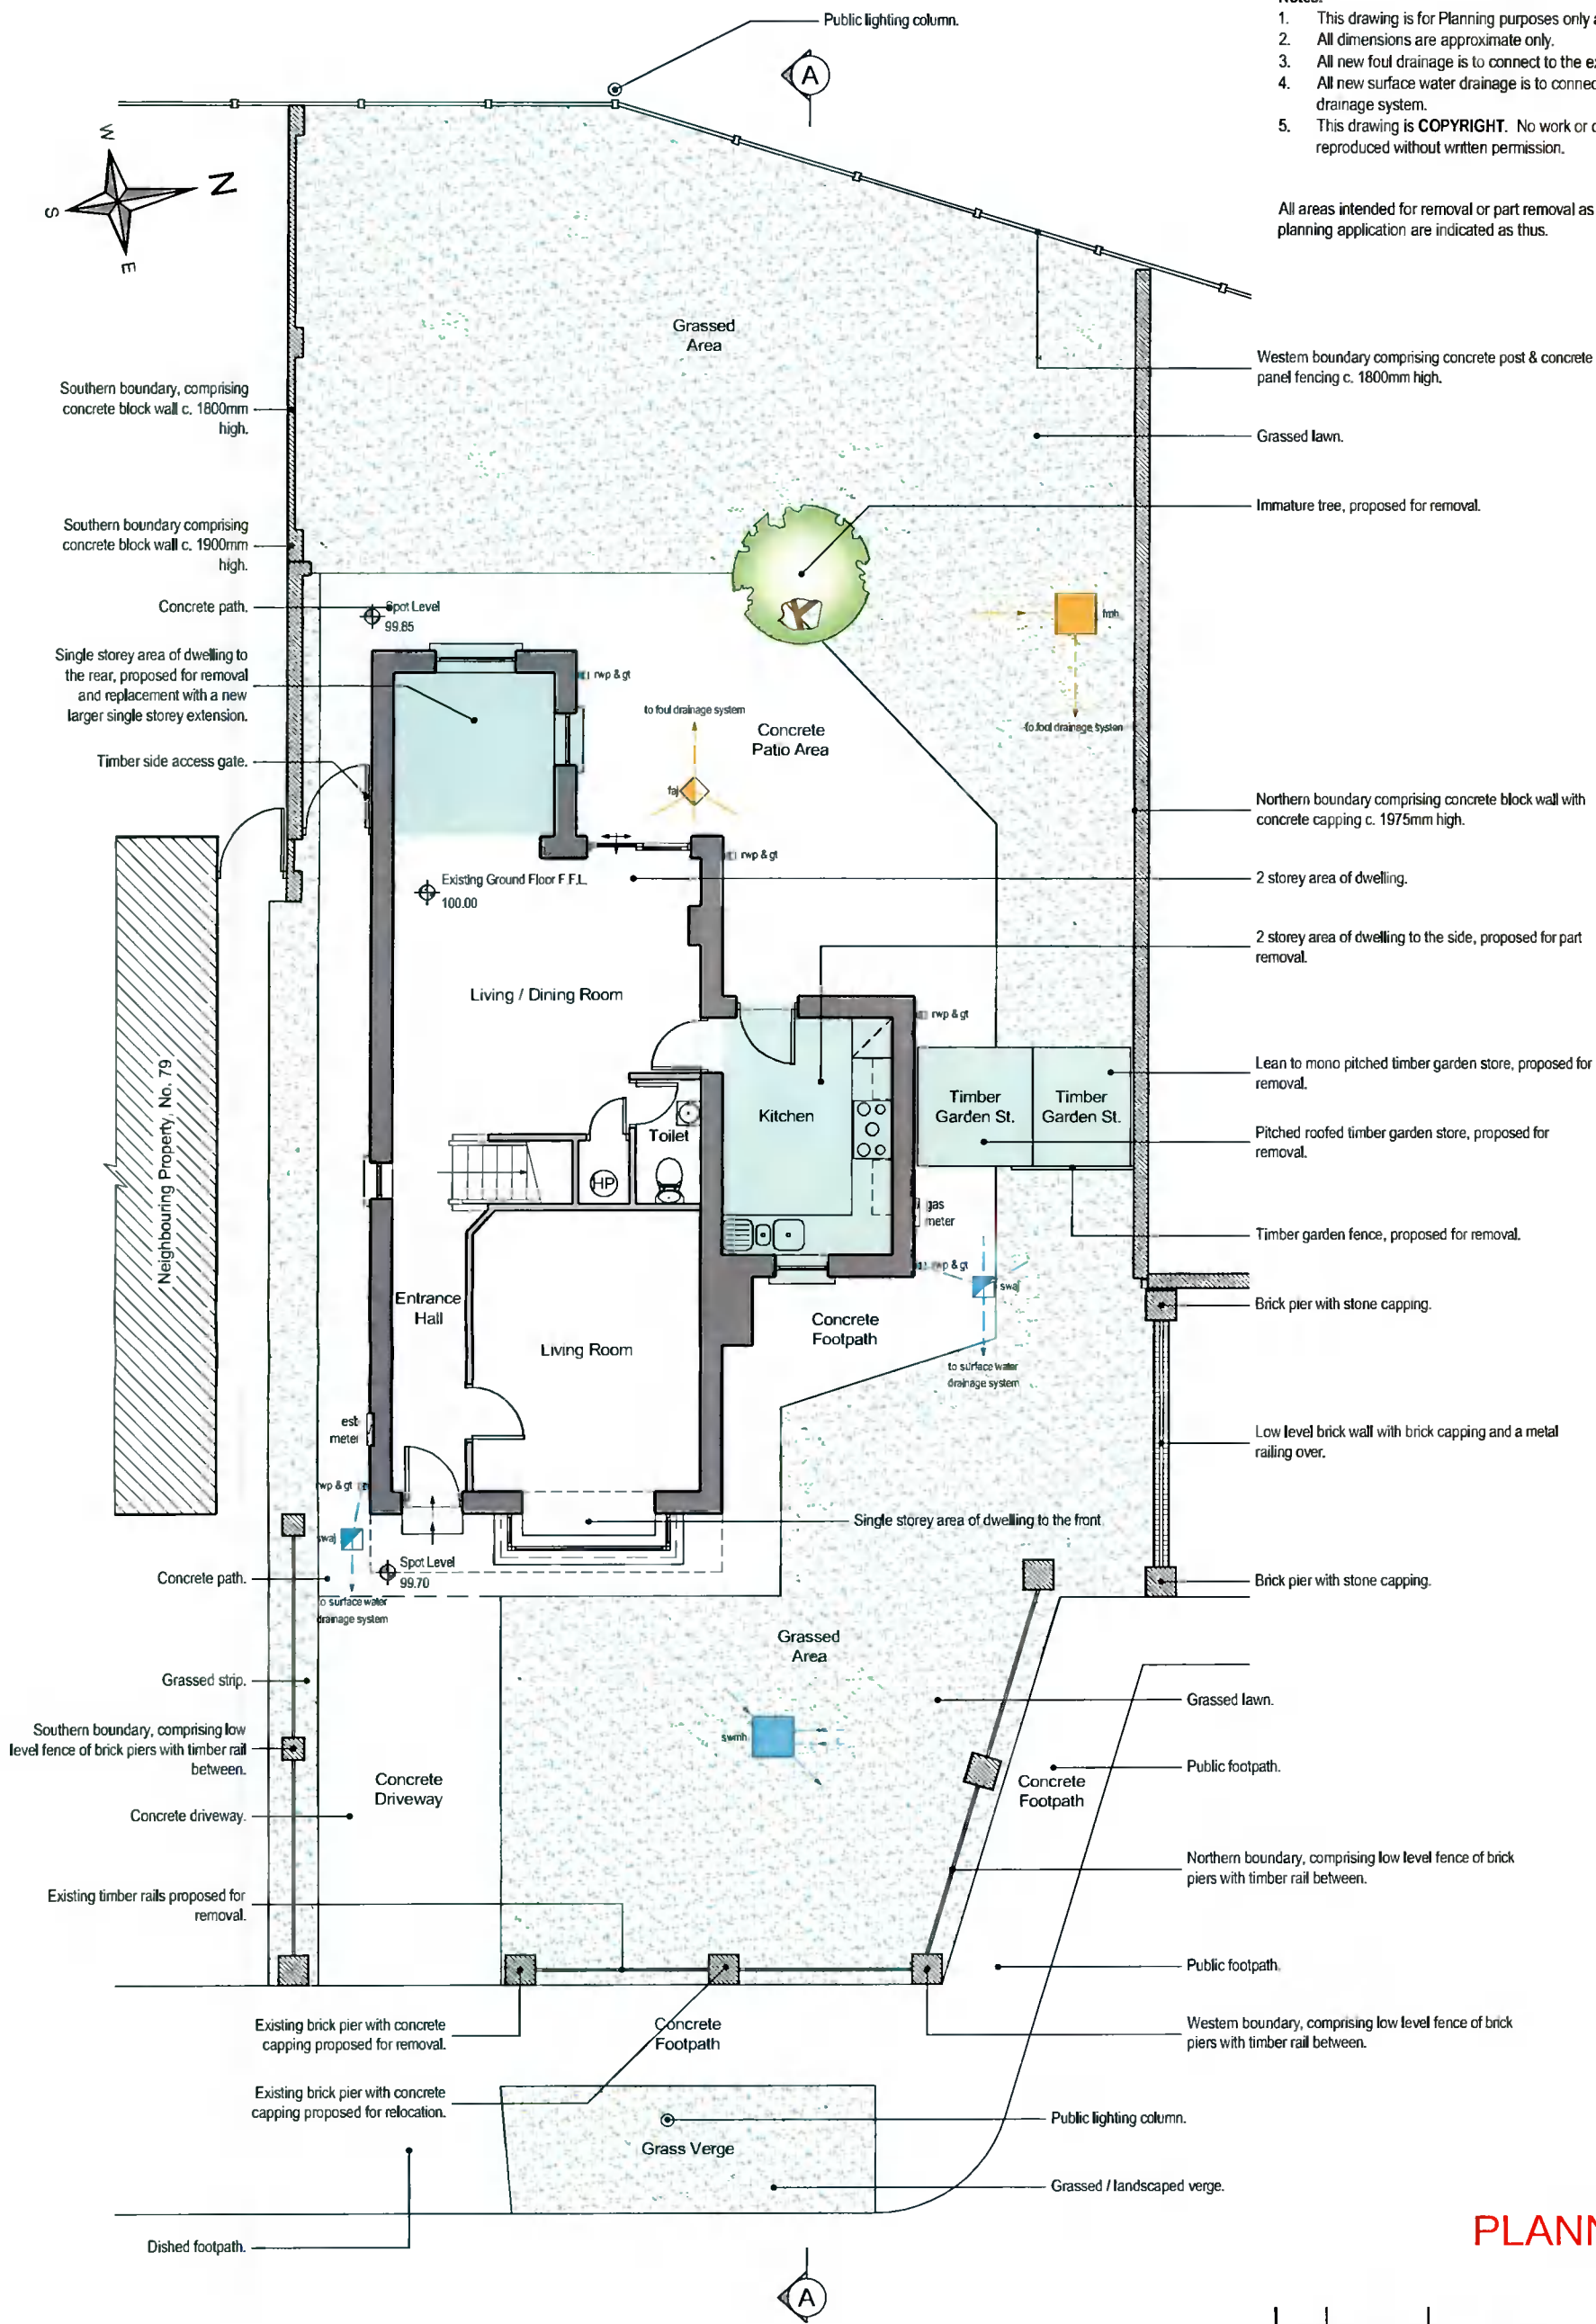 Notes:
1. This drawing is for Planning purposes only
2. All dimensions are approximate only.
3. All new foul drainage is to connect to the
4. All new surface water drainage is to connec
drainage system.
5. This drawing is COPYRIGHT. No work or
reproduced without written permission.
All areas intended for removal or part removal as
planning application are indicated as thus.
Public lighting column.
A
W
N
S
E
Grassed
Area
Southern boundary, comprising
concrete block wall c. 1800mm
high.
Western boundary comprising concrete post & concrete
panel fencing c. 1800mm high.
Grassed lawn.
Immature tree, proposed for removal.
Southern boundary comprising
concrete block wall c. 1900mm
high.
Concrete path.
Spot Level
99.85
fmh
Single storey area of dwelling to
the rear, proposed for removal
and replacement with a new
larger single storey extension.
rwp & gt
to foul drainage system
Concrete
Patio Area
to foul drainage system
Timber side access gate.
faj
Northern boundary comprising concrete block wall with
concrete capping c. 1975mm high.
rwp & gt
Existing Ground Floor F.F.L.
100.00
2 storey area of dwelling.
2 storey area of dwelling to the side, proposed for part
removal.
Living / Dining Room
rwp & gt
Neighbouring Property, No. 79
Lean to mono pitched timber garden store, proposed for
removal.
Timber
Garden St.
Timber
Garden St.
Kitchen
Toilet
Pitched roofed timber garden store, proposed for
removal.
HP
gas
meter
Timber garden fence, proposed for removal.
rwp & gt
swaj
Entrance
Hall
Living Room
Concrete
Footpath
Brick pier with stone capping.
to surface water
drainage system
est
meter
Low level brick wall with brick capping and a metal
railing over.
rwp & gt
swaj
Single storey area of dwelling to the front
Spot Level
99.70
Concrete path.
to surface water
drainage system
Brick pier with stone capping.
Grassed
Area
Grassed strip.
Grassed lawn.
Southern boundary, comprising low
level fence of brick piers with timber rail
between.
swmh
Public footpath.
Concrete
Driveway
Concrete
Footpath
Concrete driveway.
Northern boundary, comprising low level fence of brick
piers with timber rail between.
Existing timber rails proposed for
removal.
Public footpath.
Existing brick pier with concrete
capping proposed for removal.
Concrete
Footpath
Western boundary, comprising low level fence of brick
piers with timber rail between.
Existing brick pier with concrete
capping proposed for relocation.
Public lighting column.
Grass Verge
Grassed / landscaped verge.
Dished footpath.
PLANN
A